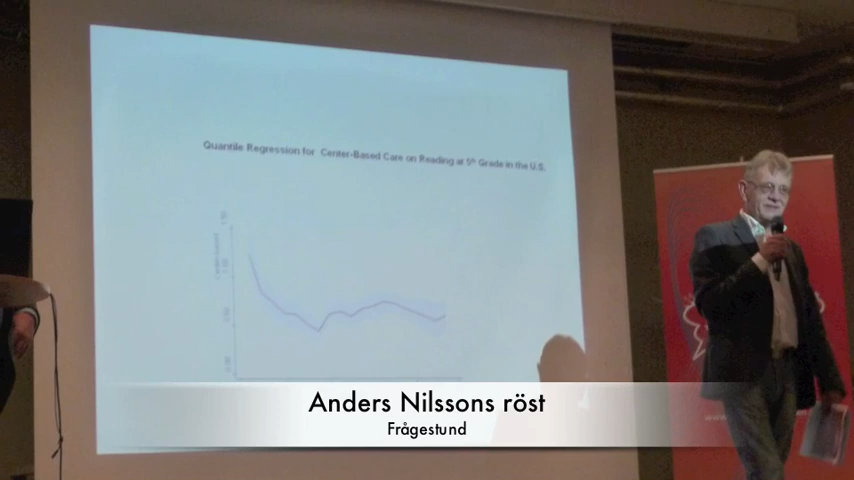 Quantile Regression for Center-Based Care on Reading at 5th Grade in the U.S.
Anders Nilssons röst
Frågestund